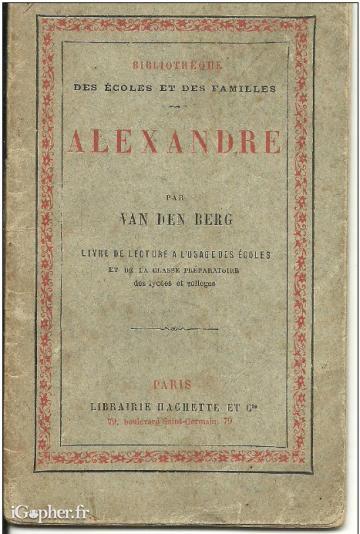 BIBLIOTHÈQUE
DES ÉCOLES ET DES FAMILLES
ALEXANDRE
PAR
VAN DEN BERG
LIVRE DE LECTURE A L'USAGE DES ÉCOLES
ET DE LA CLASSE PRÉPARATOIRE
des lycées et collèges
PARIS
LIBRAIRIE HACHETTE ET Cie
79, boulevard Saint-Germain, 79
iGopher.fr